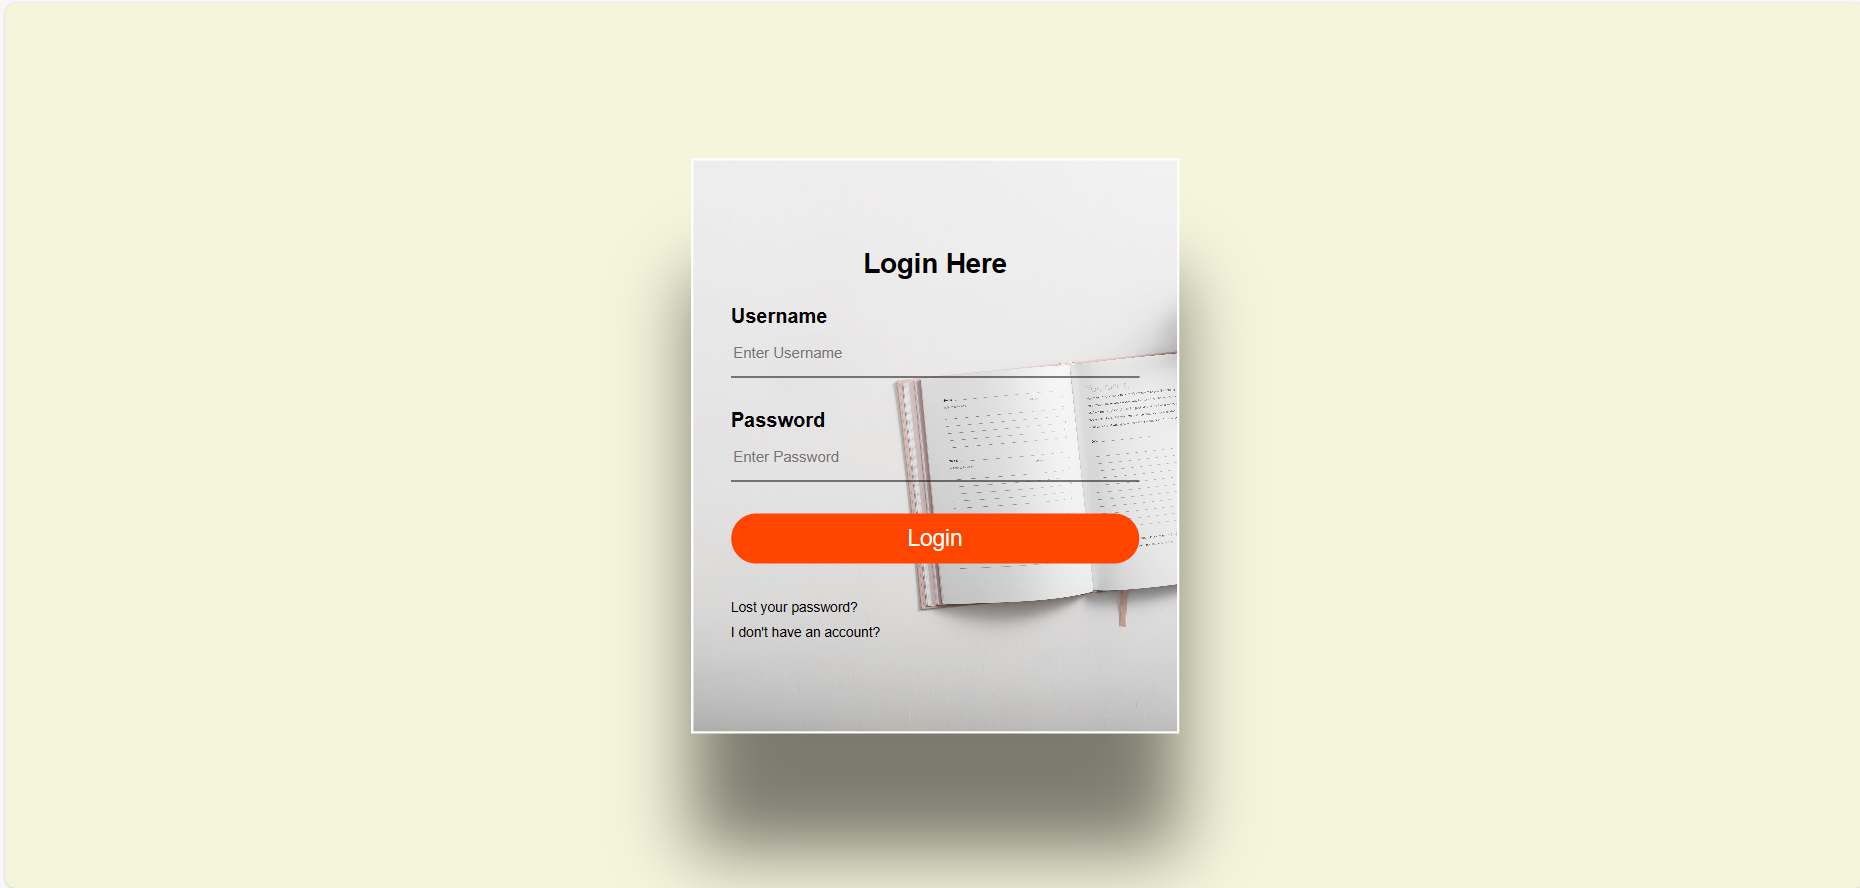 Login Here
Username
Enter Username
Password
Enter Password
Login
Lost your password?
I don't have an account?